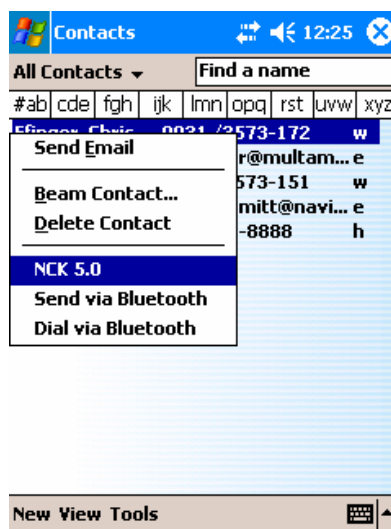 Contacts 12:25
All Contacts Find a name
#ab cde fgh ijk lmn opq rst uvw xyz
Effinger, Chris 0931 /3573-172 w
Send Email r@multam... e
573-151 w
Beam Contact... mitt@navi... e
Delete Contact -8888 h
NCK 5.0
Send via Bluetooth
Dial via Bluetooth
New View Tools